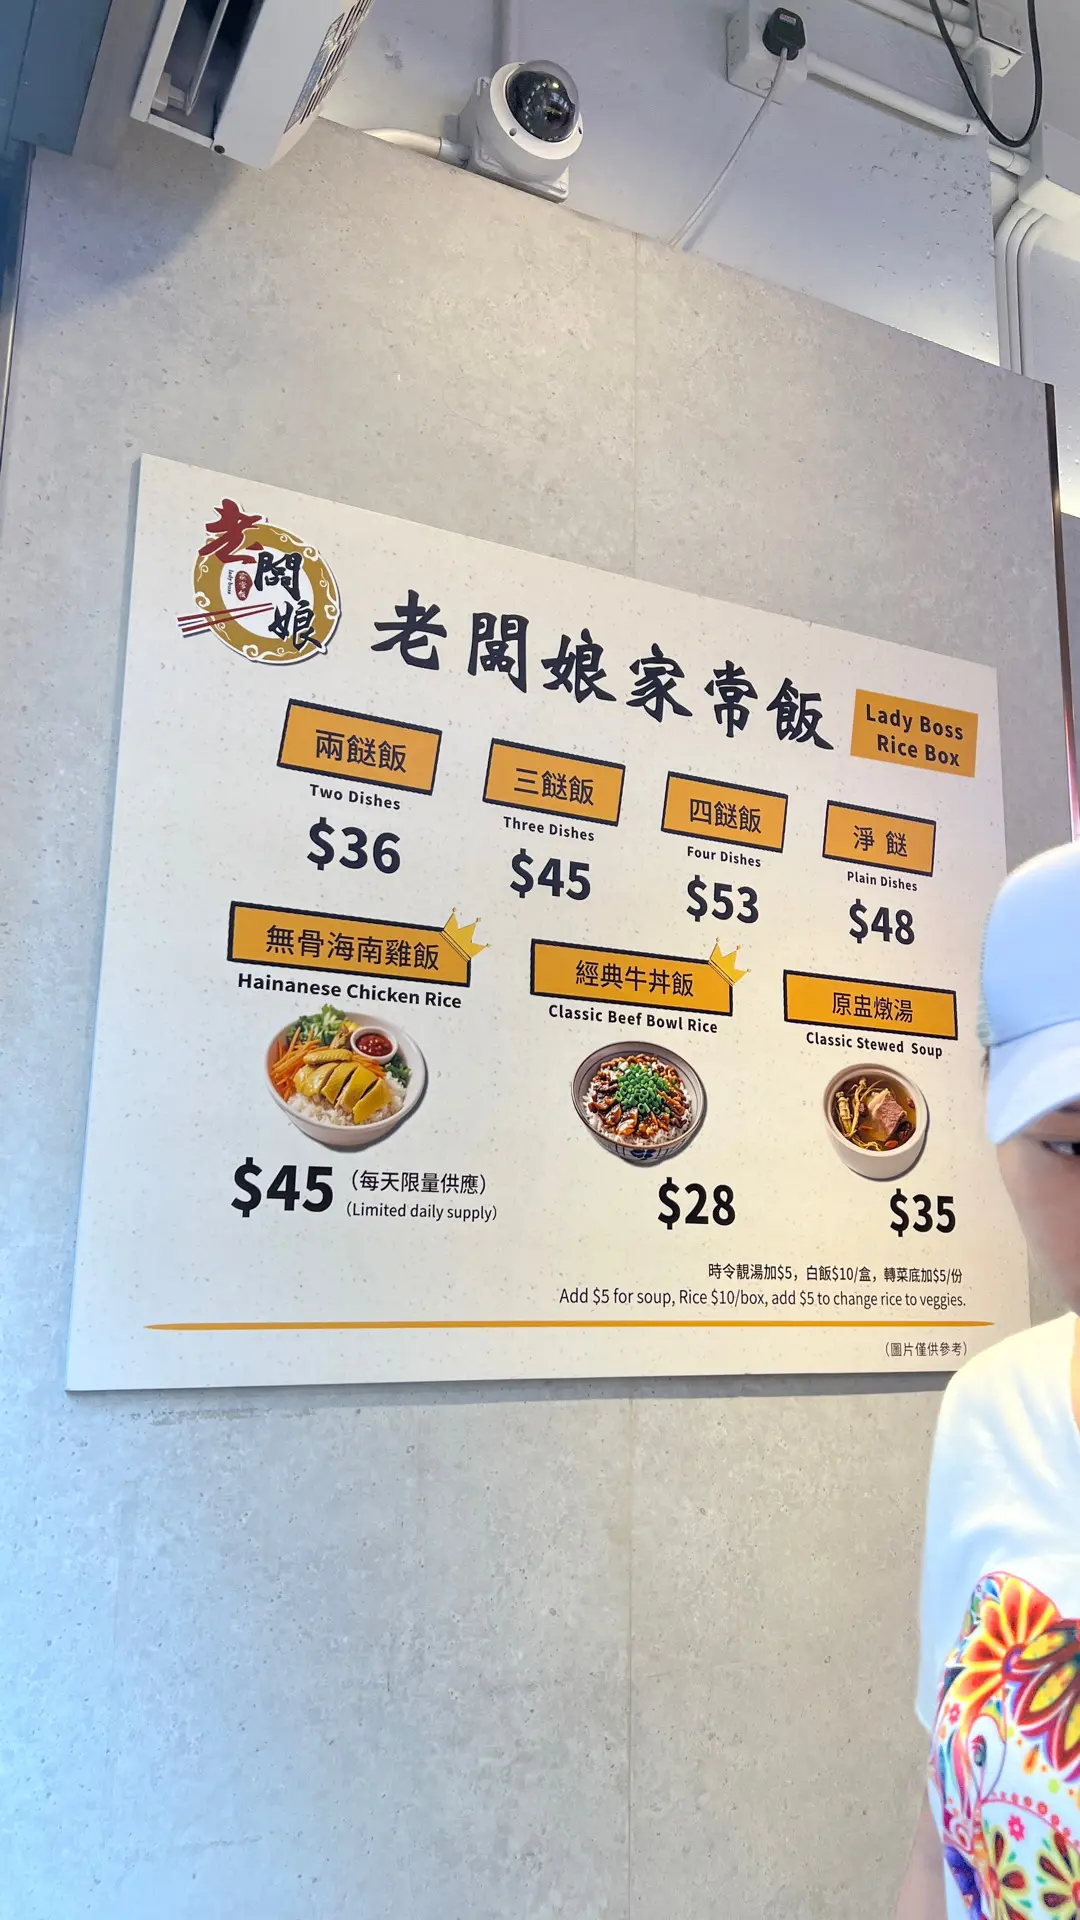 老闆娘
lady boss
老闆娘家常飯
Lady Boss
Rice Box
兩餸飯
Two Dishes
$36
三餸飯
Three Dishes
$45
四餸飯
Four Dishes
$53
淨 餸
Plain Dishes
$48
無骨海南雞飯
Hainanese Chicken Rice
$45
(每天限量供應)
(Limited daily supply)
經典牛丼飯
Classic Beef Bowl Rice
$28
原盅燉湯
Classic Stewed Soup
$35
時令靚湯加$5，白飯$10/盒，轉菜底加$5/份
Add $5 for soup, Rice $10/box, add $5 to change rice to veggies.
(圖片僅供參考)